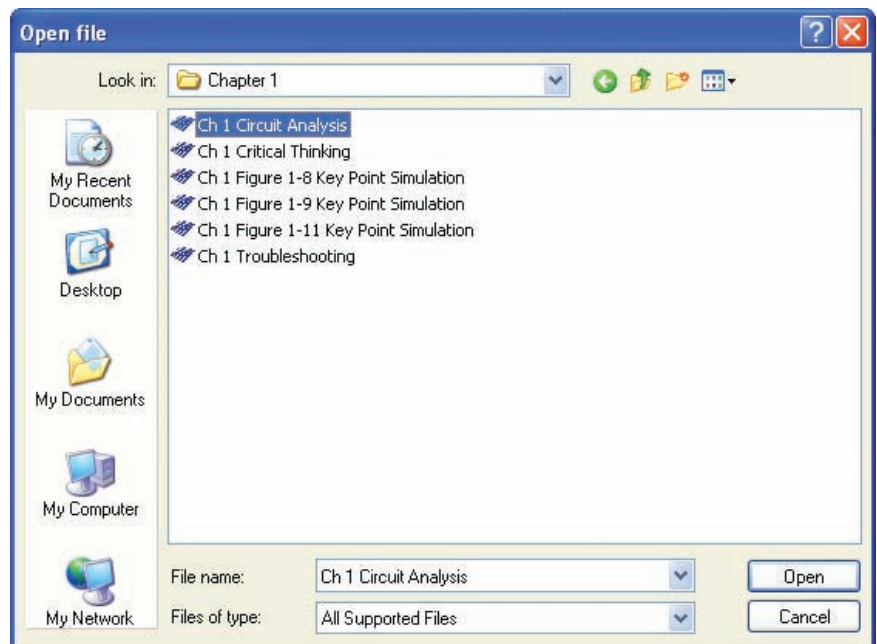 Open file
Look in: Chapter 1
Ch 1 Circuit Analysis
Ch 1 Critical Thinking
Ch 1 Figure 1-8 Key Point Simulation
Ch 1 Figure 1-9 Key Point Simulation
Ch 1 Figure 1-11 Key Point Simulation
Ch 1 Troubleshooting
My Recent
Documents
Desktop
My Documents
My Computer
My Network
File name: Ch 1 Circuit Analysis Open
Files of type: All Supported Files Cancel